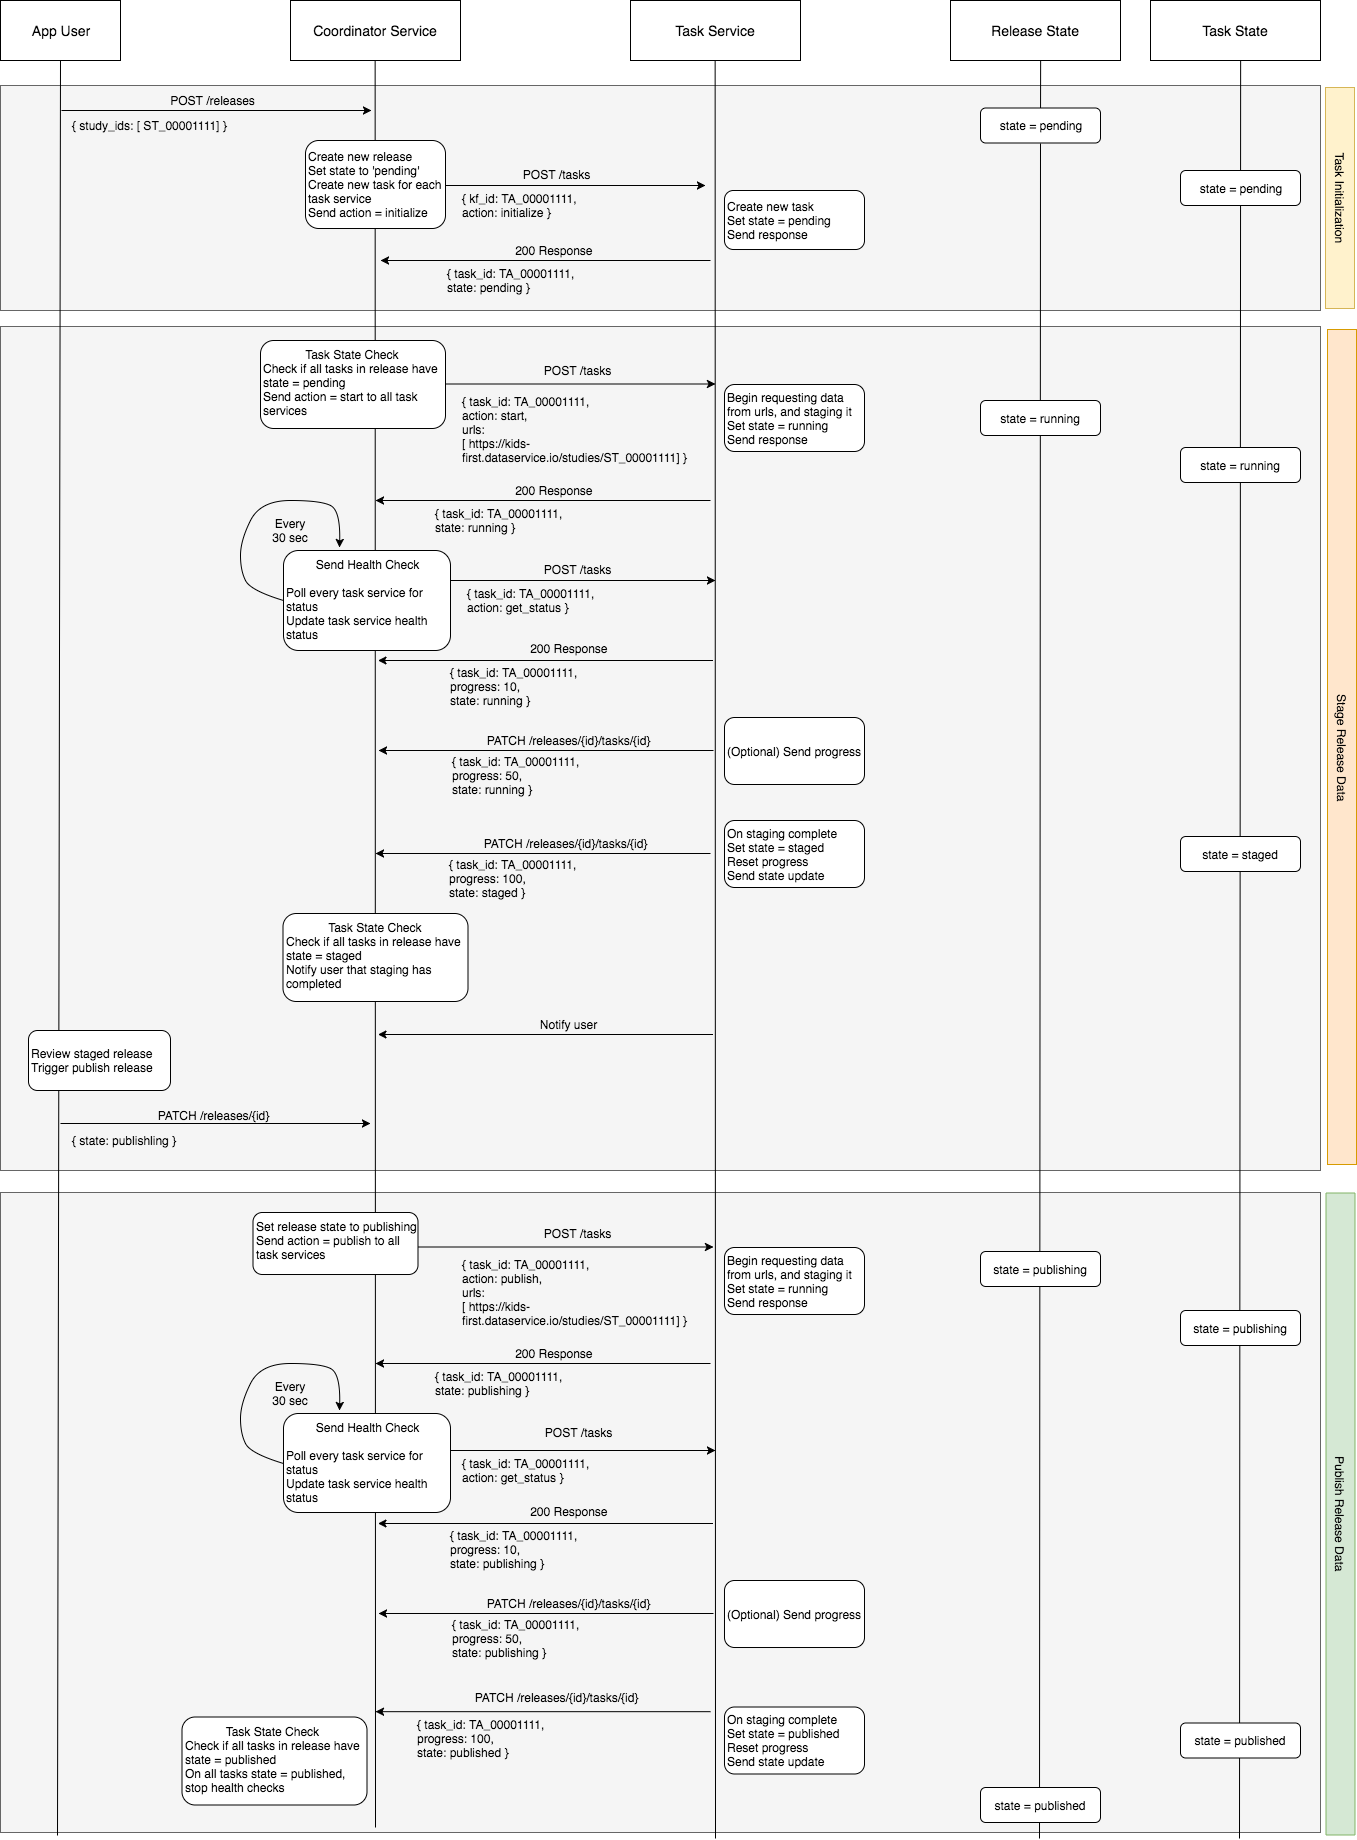 App User
Coordinator Service
Task Service
Release State
Task State
Task Initialization
POST /releases
{ study_ids: [ ST_00001111] }
state = pending
Create new release
Set state to 'pending'
Create new task for each
task service
Send action = initialize
POST /tasks
{ kf_id: TA_00001111,
action: initialize }
state = pending
Create new task
Set state = pending
Send response
200 Response
{ task_id: TA_00001111,
state: pending }
Stage Release Data
Task State Check
Check if all tasks in release have
state = pending
Send action = start to all task
services
POST /tasks
{ task_id: TA_00001111,
action: start,
urls:
[ https://kids-
first.dataservice.io/studies/ST_00001111] }
Begin requesting data
from urls, and staging it
Set state = running
Send response
state = running
state = running
200 Response
{ task_id: TA_00001111,
state: running }
Every
30 sec
Send Health Check
Poll every task service for
status
Update task service health
status
POST /tasks
{ task_id: TA_00001111,
action: get_status }
200 Response
{ task_id: TA_00001111,
progress: 10,
state: running }
PATCH /releases/{id}/tasks/{id}
{ task_id: TA_00001111,
progress: 50,
state: running }
(Optional) Send progress
PATCH /releases/{id}/tasks/{id}
{ task_id: TA_00001111,
progress: 100,
state: staged }
On staging complete
Set state = staged
Reset progress
Send state update
state = staged
Task State Check
Check if all tasks in release have
state = staged
Notify user that staging has
completed
Notify user
Review staged release
Trigger publish release
PATCH /releases/{id}
{ state: publishling }
Publish Release Data
Set release state to publishing
Send action = publish to all
task services
POST /tasks
{ task_id: TA_00001111,
action: publish,
urls:
[ https://kids-
first.dataservice.io/studies/ST_00001111] }
Begin requesting data
from urls, and staging it
Set state = running
Send response
state = publishing
state = publishing
200 Response
{ task_id: TA_00001111,
state: publishing }
Every
30 sec
Send Health Check
Poll every task service for
status
Update task service health
status
POST /tasks
{ task_id: TA_00001111,
action: get_status }
200 Response
{ task_id: TA_00001111,
progress: 10,
state: publishing }
PATCH /releases/{id}/tasks/{id}
{ task_id: TA_00001111,
progress: 50,
state: publishing }
(Optional) Send progress
PATCH /releases/{id}/tasks/{id}
{ task_id: TA_00001111,
progress: 100,
state: published }
On staging complete
Set state = published
Reset progress
Send state update
state = published
Task State Check
Check if all tasks in release have
state = published
On all tasks state = published,
stop health checks
state = published